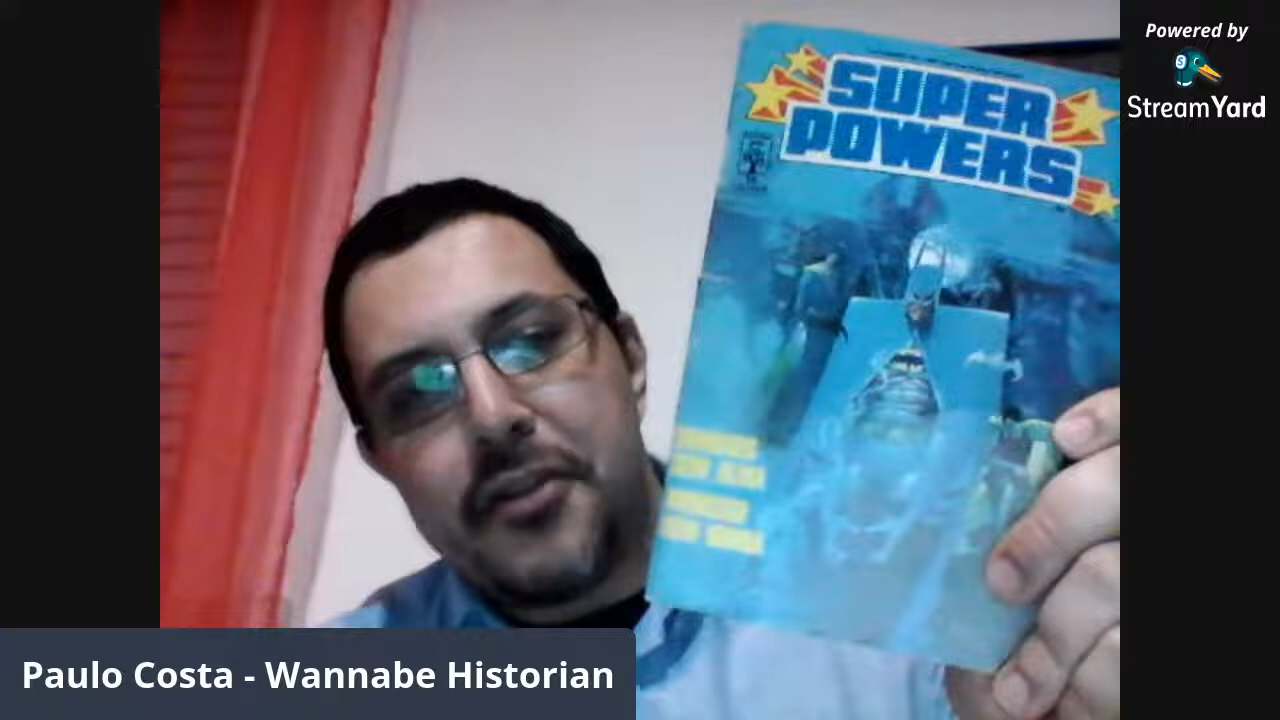 Powered by
StreamYard
SUPER
POWERS
Paulo Costa - Wannabe Historian